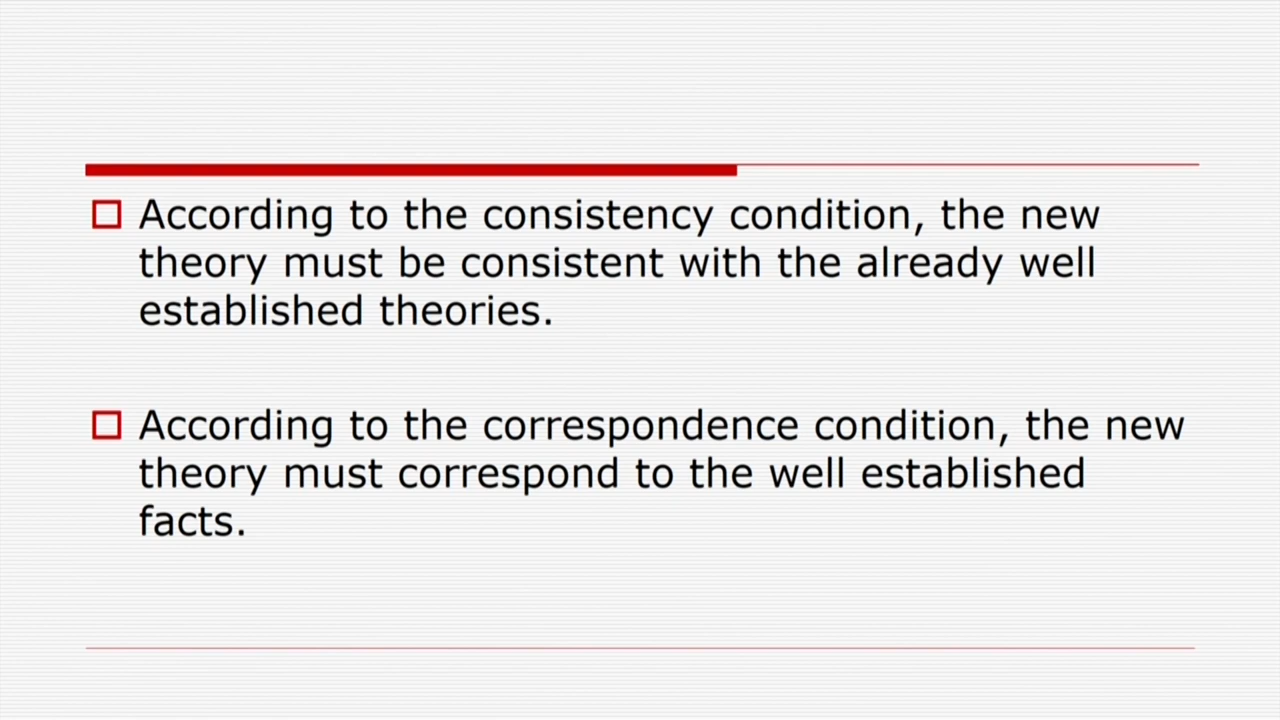 According to the consistency condition, the new
theory must be consistent with the already well
established theories.
According to the correspondence condition, the new
theory must correspond to the well established
facts.